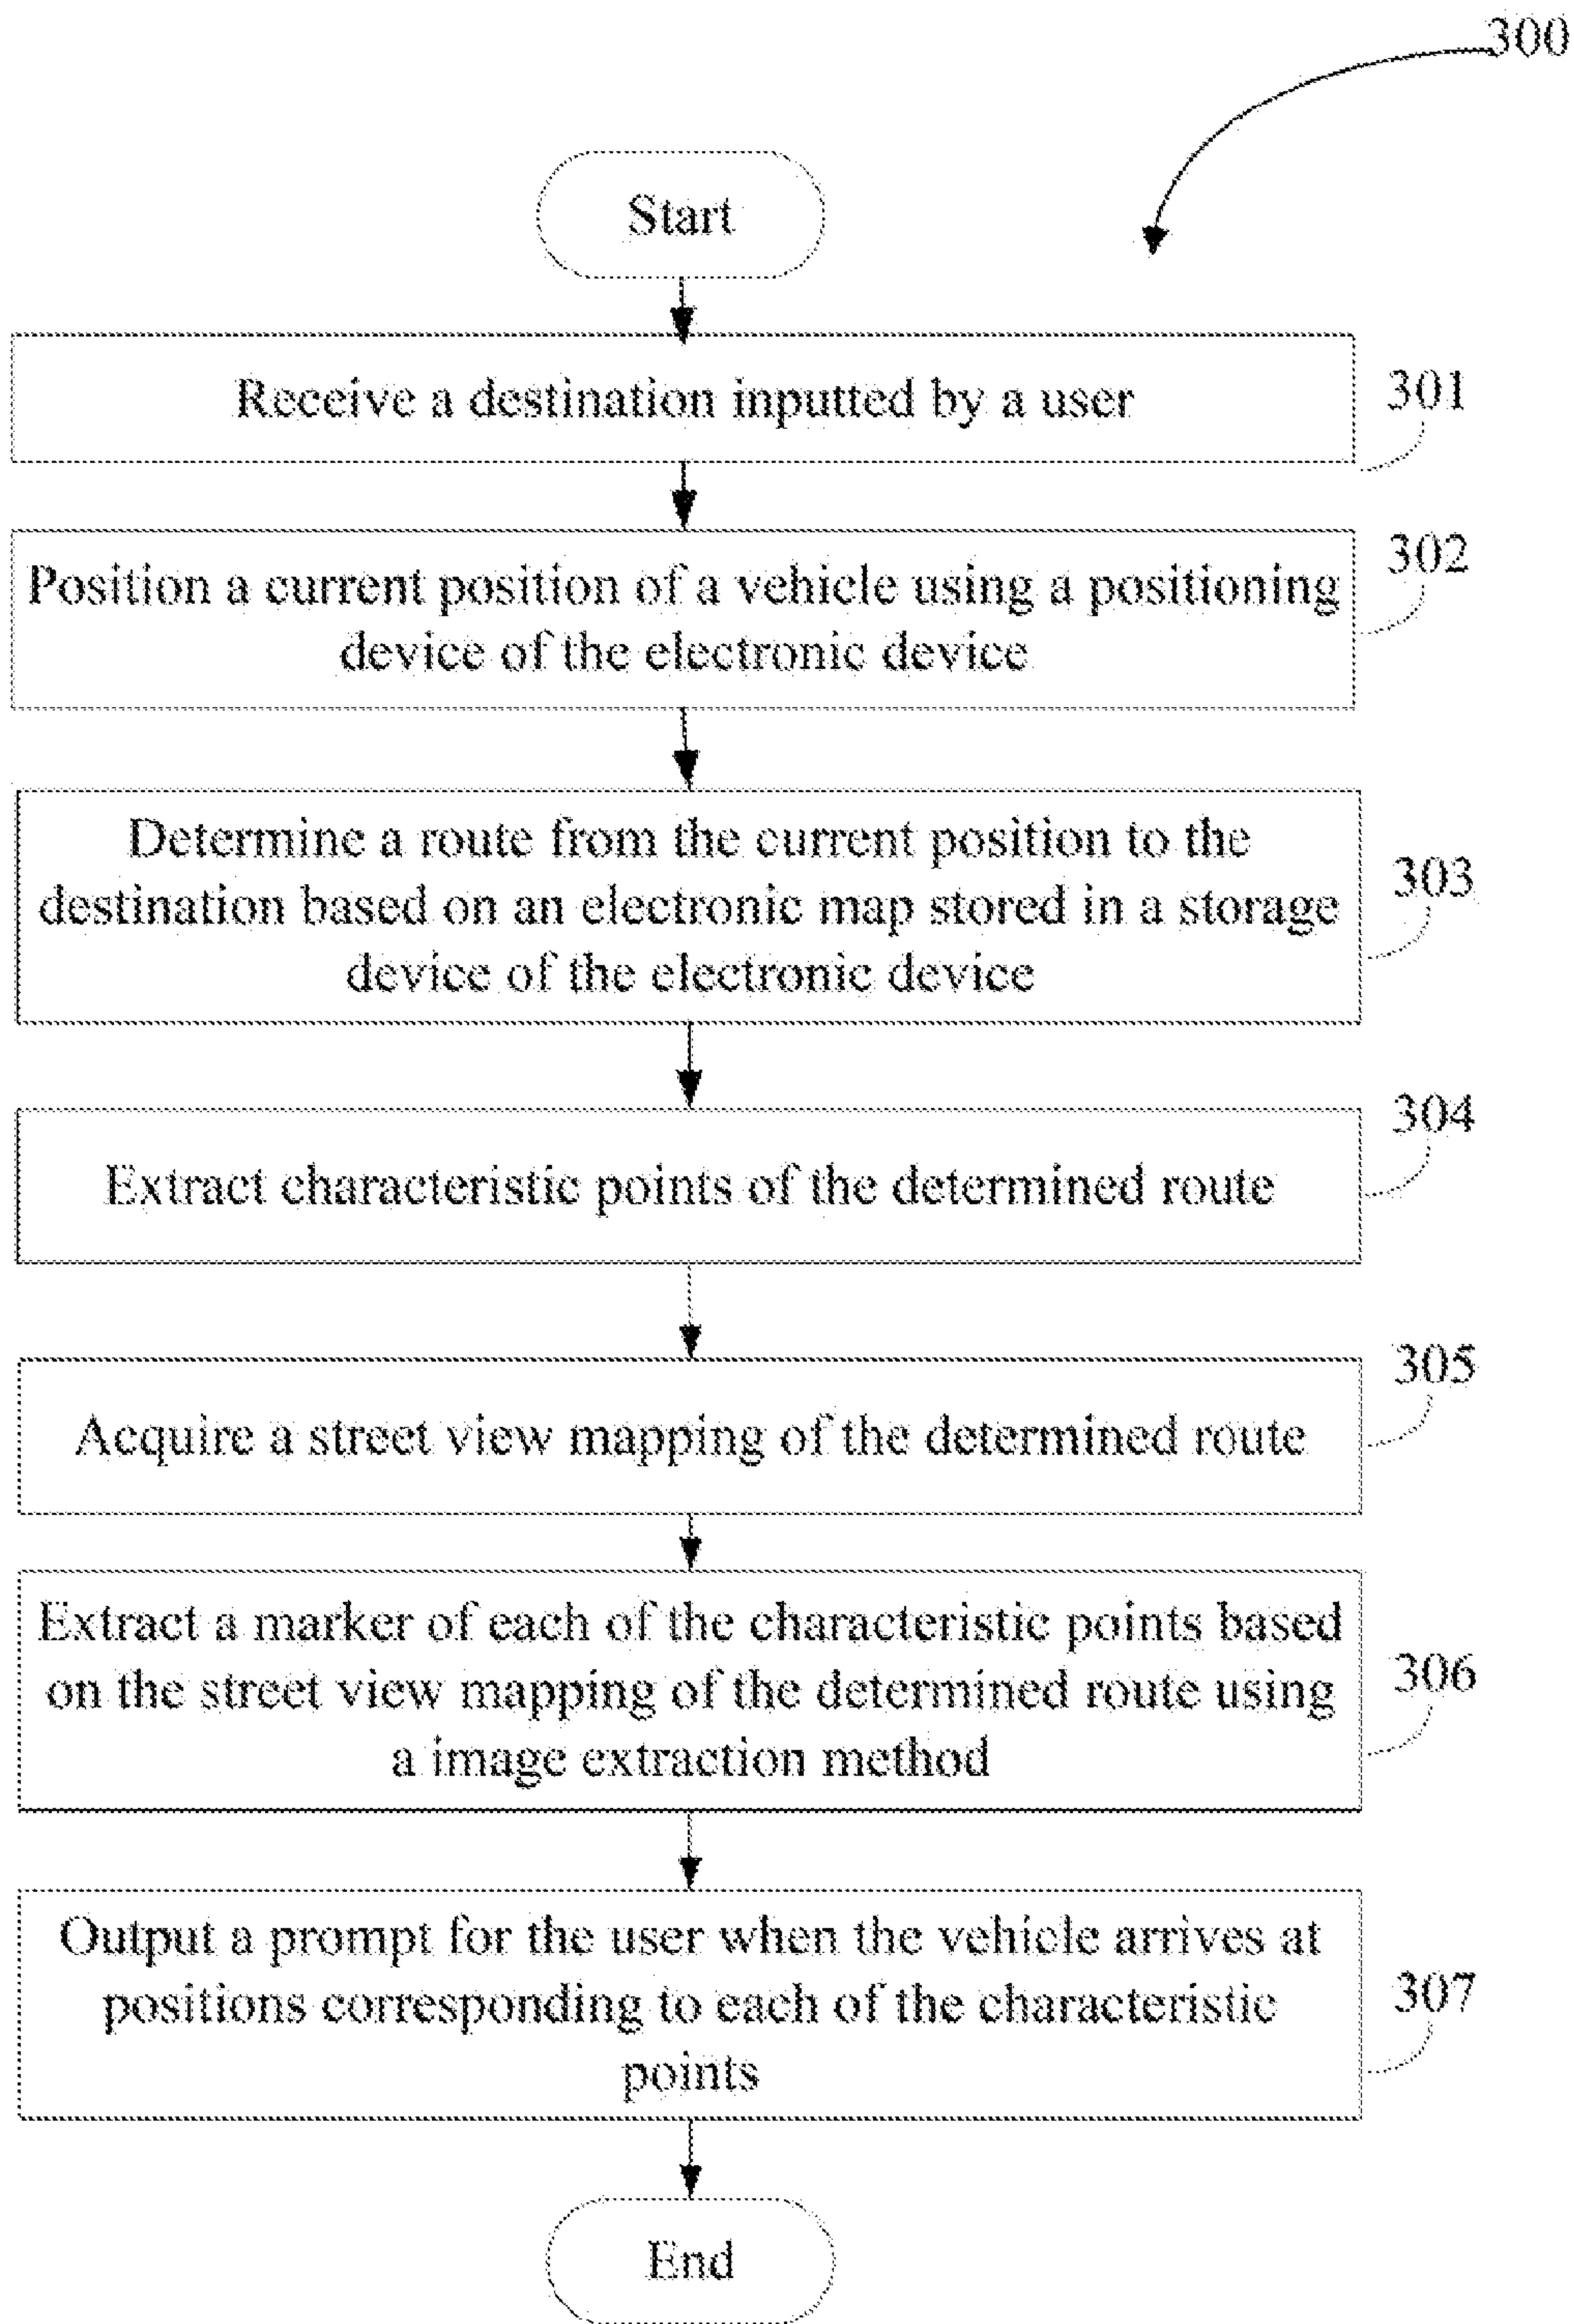 300
Start
Receive a destination inputted by a user
301
Position a current position of a vehicle using a positioning
device of the electronic device
302
Determine a route from the current position to the
destination based on an electronic map stored in a storage
device of the electronic device
303
Extract characteristic points of the determined route
304
Acquire a street view mapping of the determined route
305
Extract a marker of each of the characteristic points based
on the street view mapping of the determined route using
a image extraction method
306
Output a prompt for the user when the vehicle arrives at
positions corresponding to each of the characteristic
points
307
End